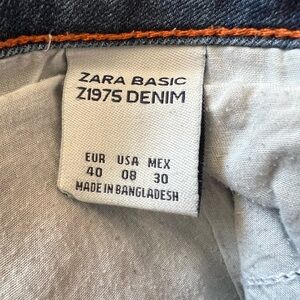 ZARA BASIC
Z1975 DENIM
EUR USA MEX
40 08 30
MADE IN BANGLADESH